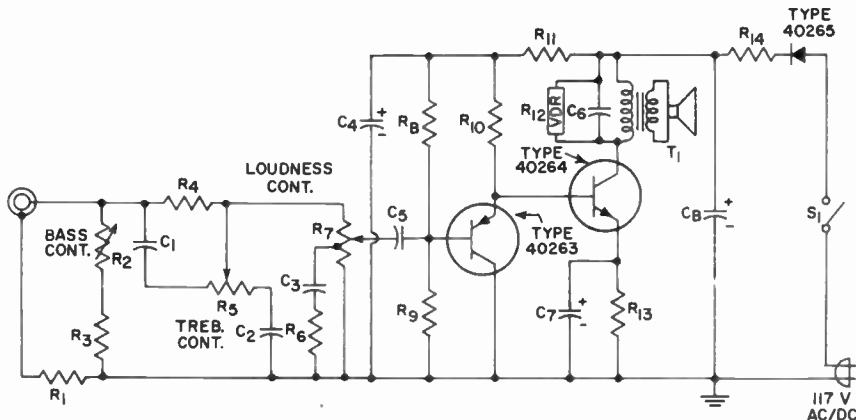 TYPE
40265
R11
R14
C4
+
-
R8
R10
R12
VDR
C6
T1
TYPE
40264
LOUDNESS
CONT.
R4
BASS
CONT.
R2
C1
R7
C5
TYPE
40263
C8
+
-
S1
R5
TREB.
CONT.
C3
R6
C2
R9
C7
+
-
R13
R3
R1
117 V
AC/DC